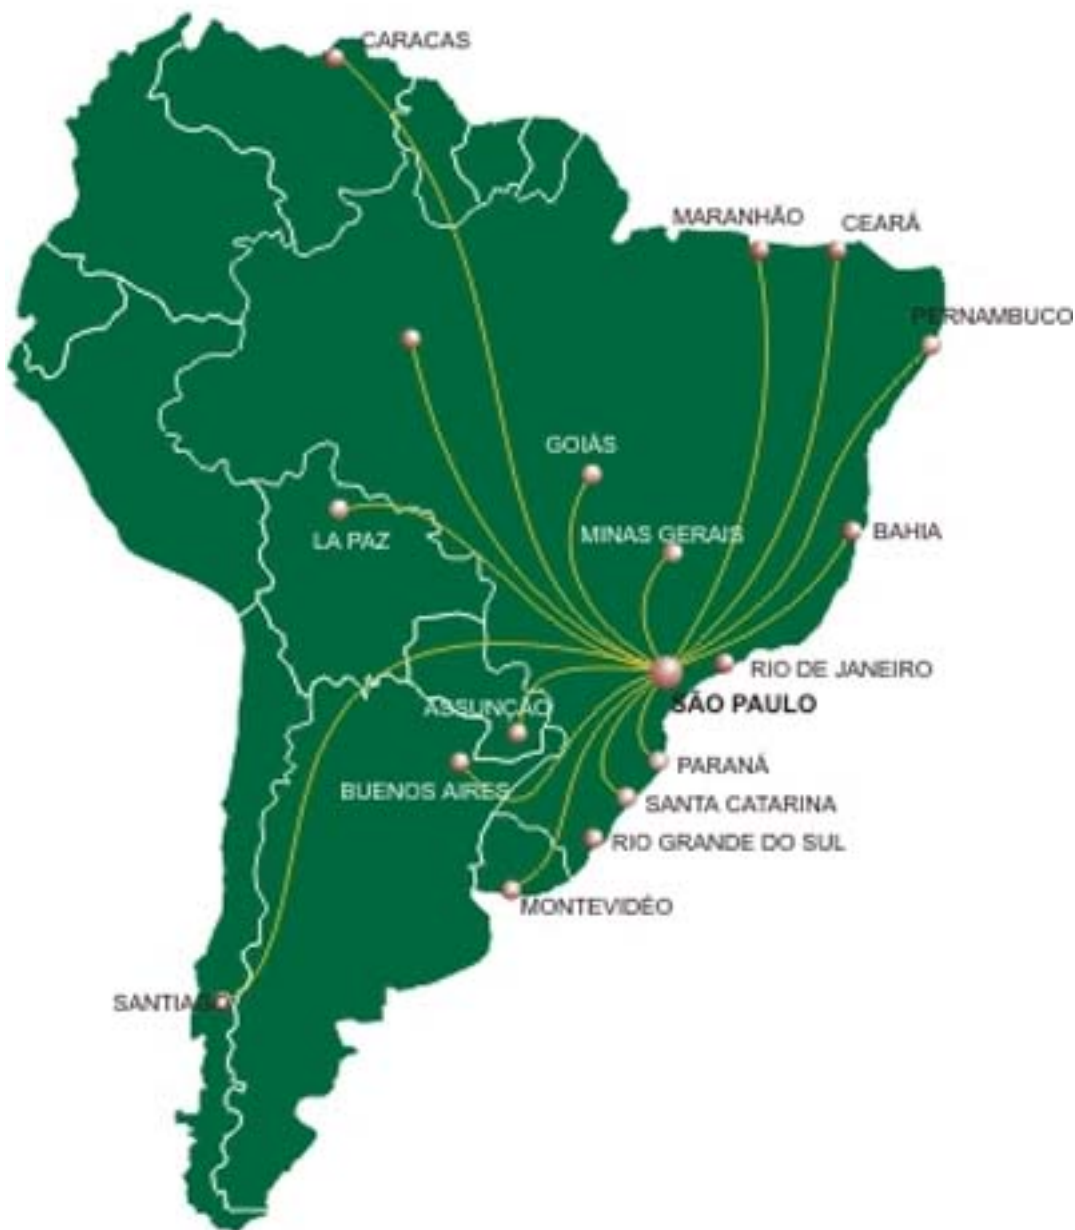 CARACAS
MARANHÃO
CEARÁ
PERNAMBUCO
GOIÁS
MINAS GERAIS
BAHIA
LA PAZ
RIO DE JANEIRO
SÃO PAULO
ASSUNÇÃO
PARANÁ
BUENOS AIRES
SANTA CATARINA
RIO GRANDE DO SUL
MONTEVIDÉO
SANTIAGO